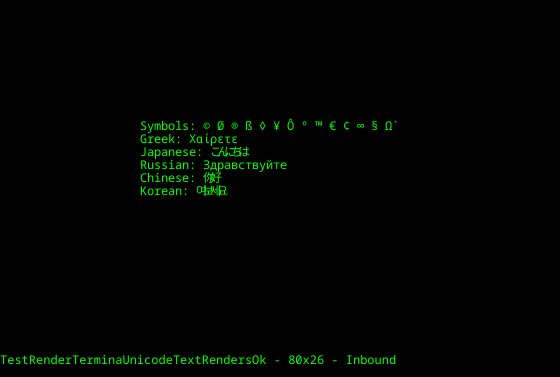 Symbols: © Ø ® ß ◊ ¥ Ô º ™ € ¢ ∞ § Ω`
Greek: Χαίρετε
Japanese: こんにちは
Russian: Здравствуйте
Chinese: 你好
Korean: 여보세요
TestRenderTerminaUnicodeTextRendersOk - 80x26 - Inbound